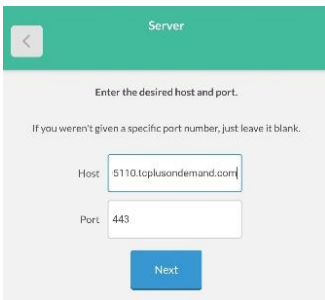 Server
Enter the desired host and port.
If you weren't given a specific port number, just leave it blank.
Host 5110.tcplusondemand.com
Port 443
Next